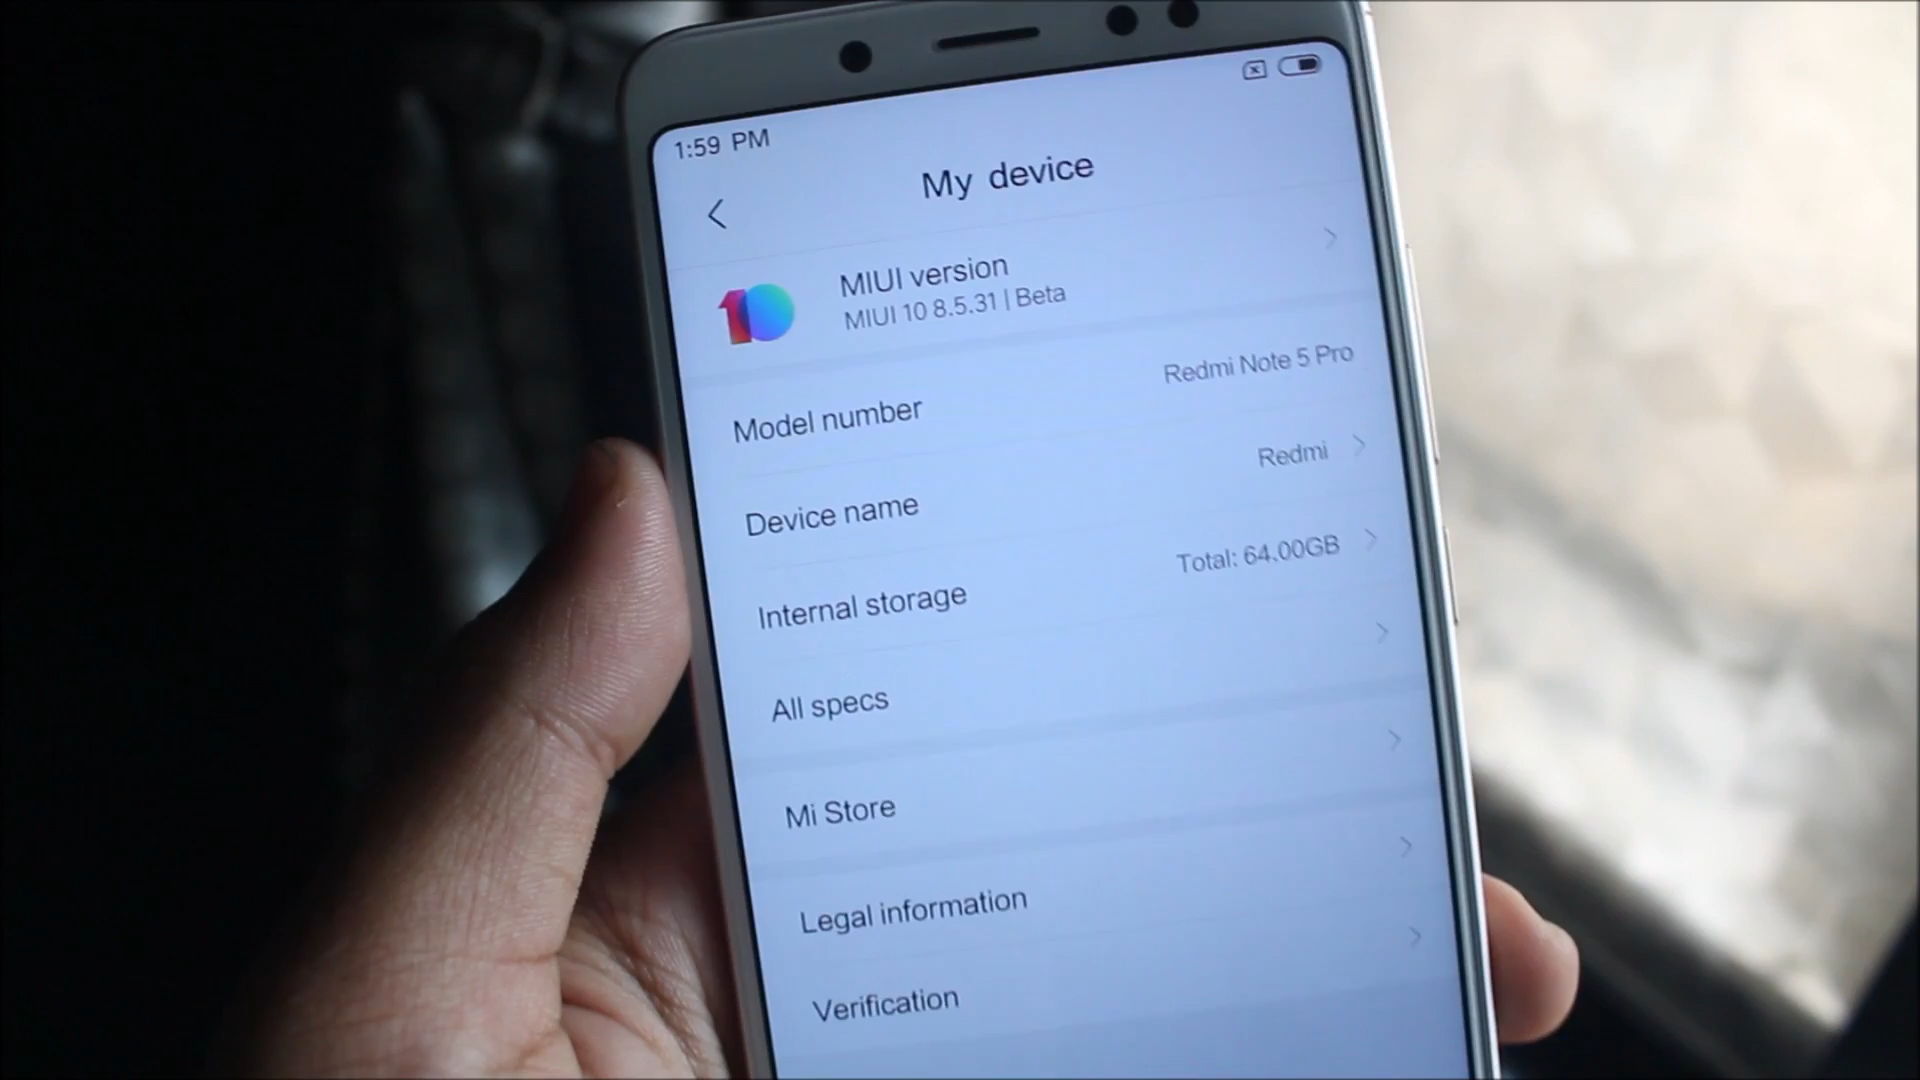 1:59 PM
My device
10
MIUI version
MIUI 10 8.5.31 | Beta
Model number
Redmi Note 5 Pro
Device name
Redmi
Internal storage
Total: 64.00GB
All specs
Mi Store
Legal information
Verification